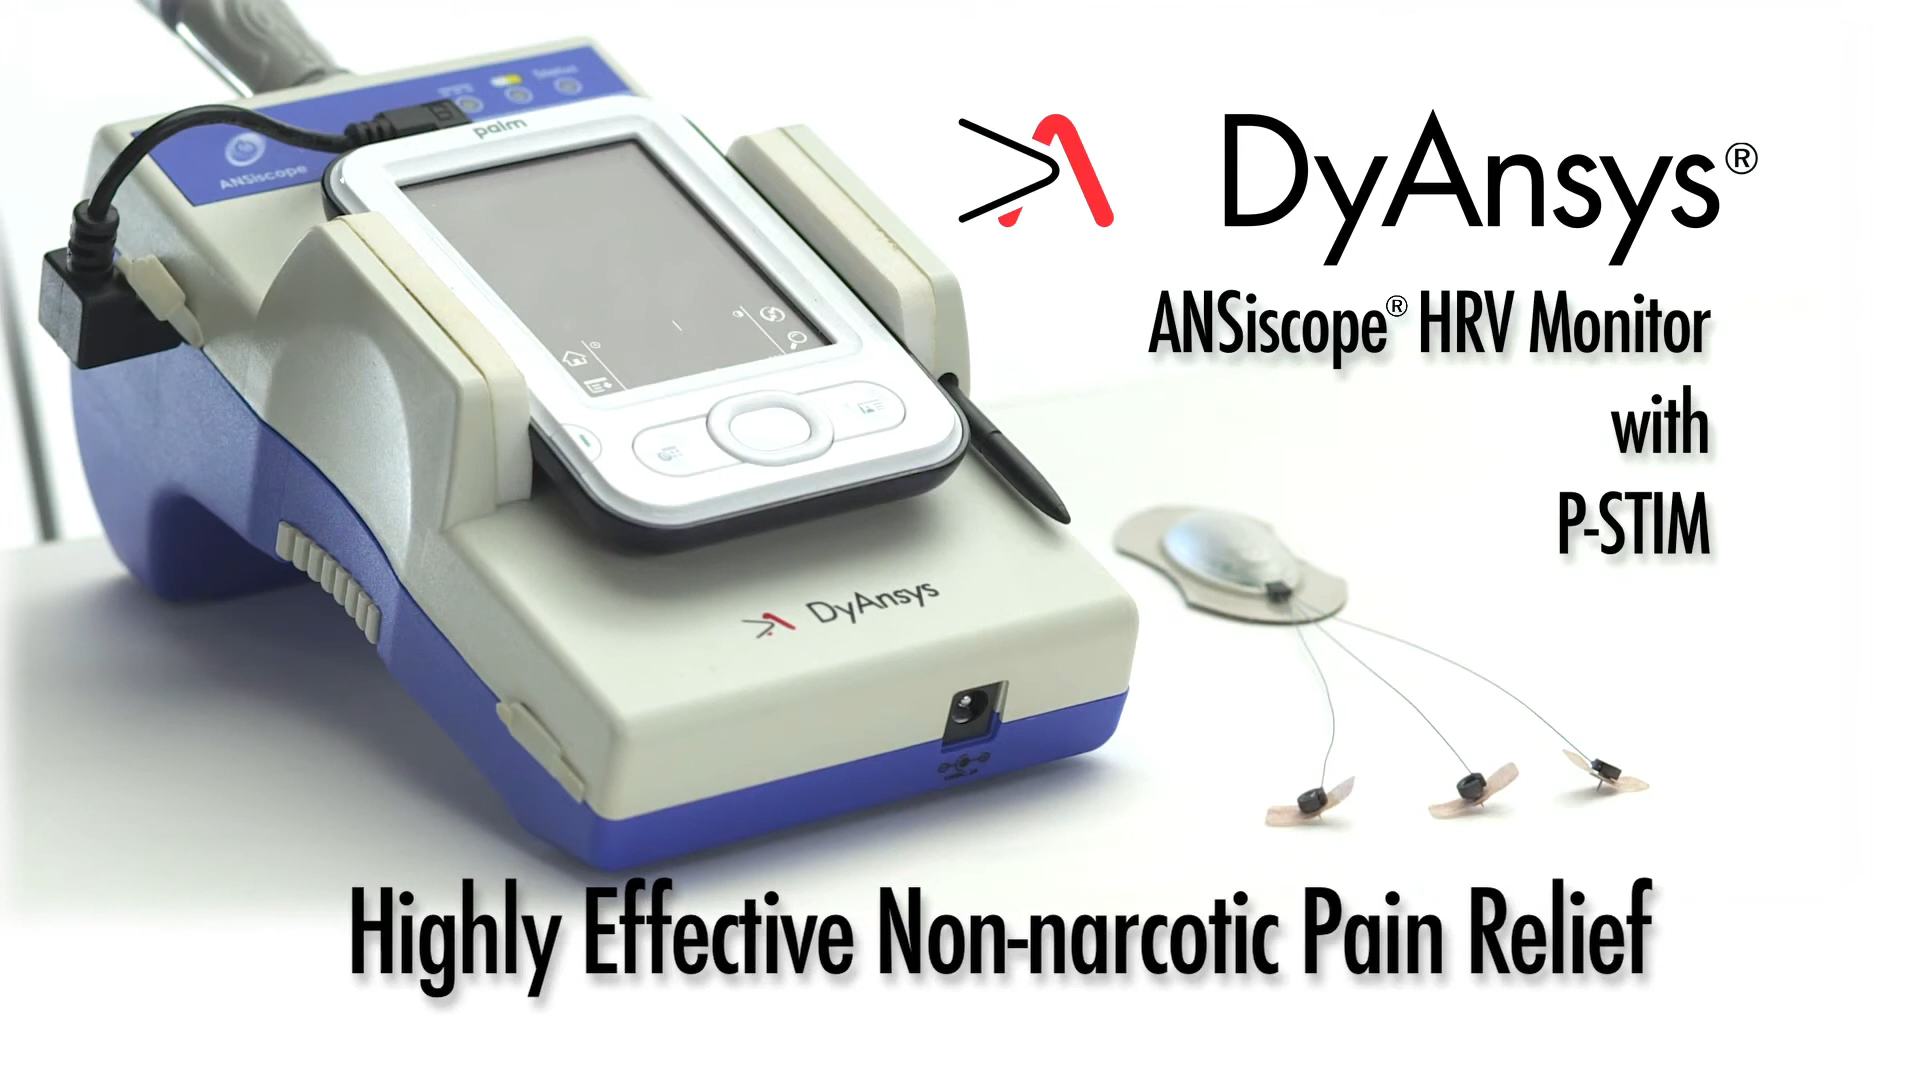 ANSiscope
palm
DyAnsys®
ANSiscope® HRV Monitor
with
P-STIM
DyAnsys
Highly Effective Non-narcotic Pain Relief